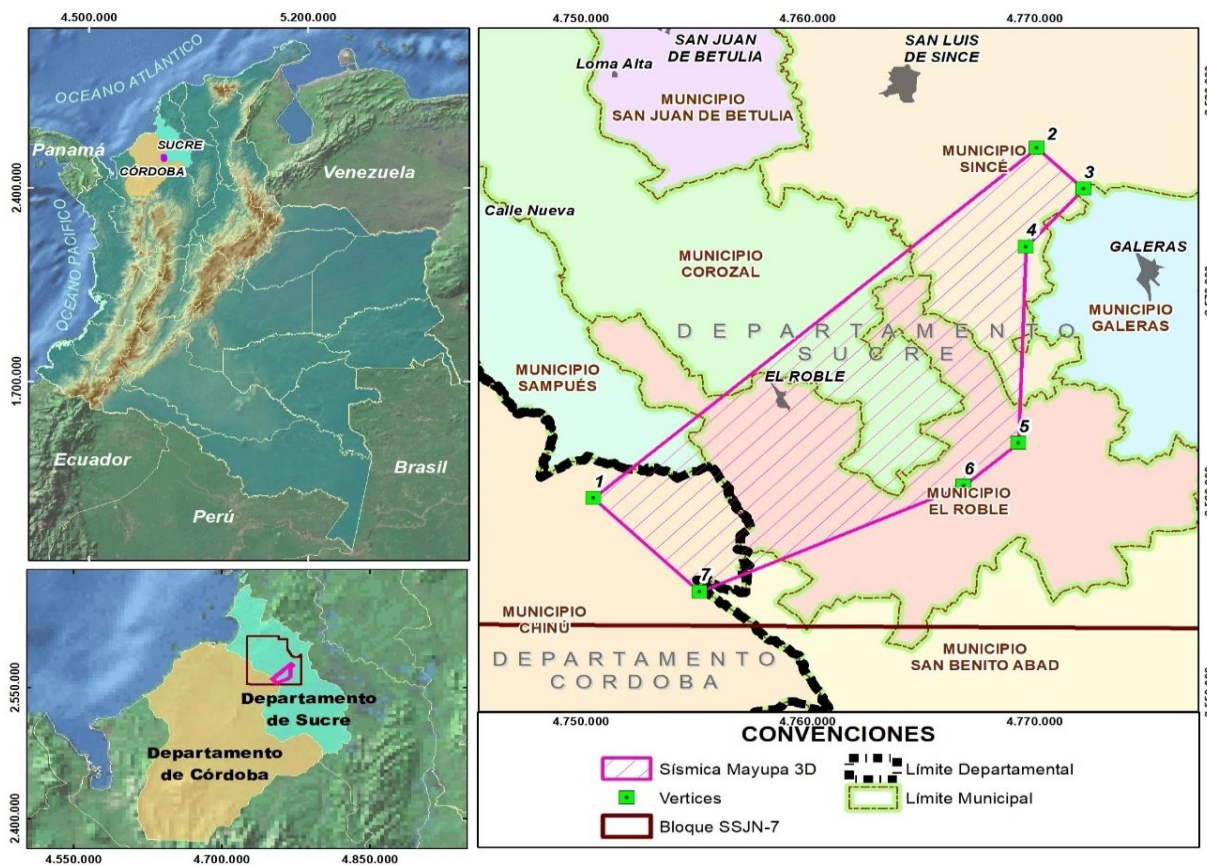 4.500.000
5.200.000
OCEANO ATLÁNTICO
Panamá
SUCRE
CÓRDOBA
Venezuela
2.400.000
OCEANO PACÍFICO
1.700.000
Ecuador
Brasil
Perú
2.550.000
Departamento
de Sucre
Departamento
de Córdoba
2.400.000
4.550.000
4.700.000
4.850.000
4.750.000
4.760.000
4.770.000
SAN JUAN
DE BETULIA
SAN LUIS
DE SINCE
Loma Alta
MUNICIPIO
SAN JUAN DE BETULIA
2
MUNICIPIO
SINCÉ
3
Calle Nueva
4
GALERAS
MUNICIPIO
COROZAL
MUNICIPIO
GALERAS
DEPARTAMENTO
SUCRE
MUNICIPIO
SAMPUÉS
EL ROBLE
5
1
6
MUNICIPIO
EL ROBLE
7
MUNICIPIO
CHINÚ
MUNICIPIO
SAN BENITO ABAD
DEPARTAMENTO
CORDOBA
4.750.000
4.760.000
4.770.000
CONVENCIONES
Sísmica Mayupa 3D
Límite Departamental
Vertices
Límite Municipal
Bloque SSJN-7